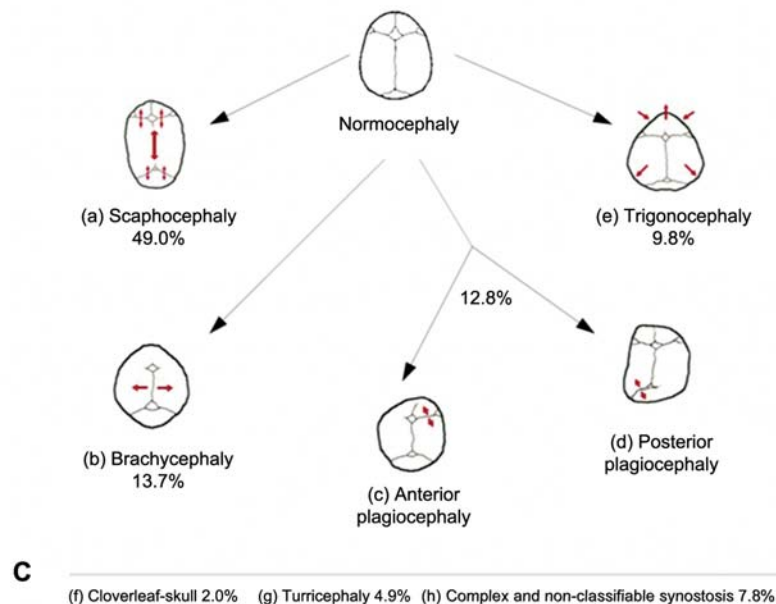 Normocephaly
(a) Scaphocephaly
49.0%
(e) Trigonocephaly
9.8%
12.8%
(b) Brachycephaly
13.7%
(c) Anterior
plagiocephaly
(d) Posterior
plagiocephaly
C
(f) Cloverleaf-skull 2.0% (g) Turricephaly 4.9% (h) Complex and non-classifiable synostosis 7.8%